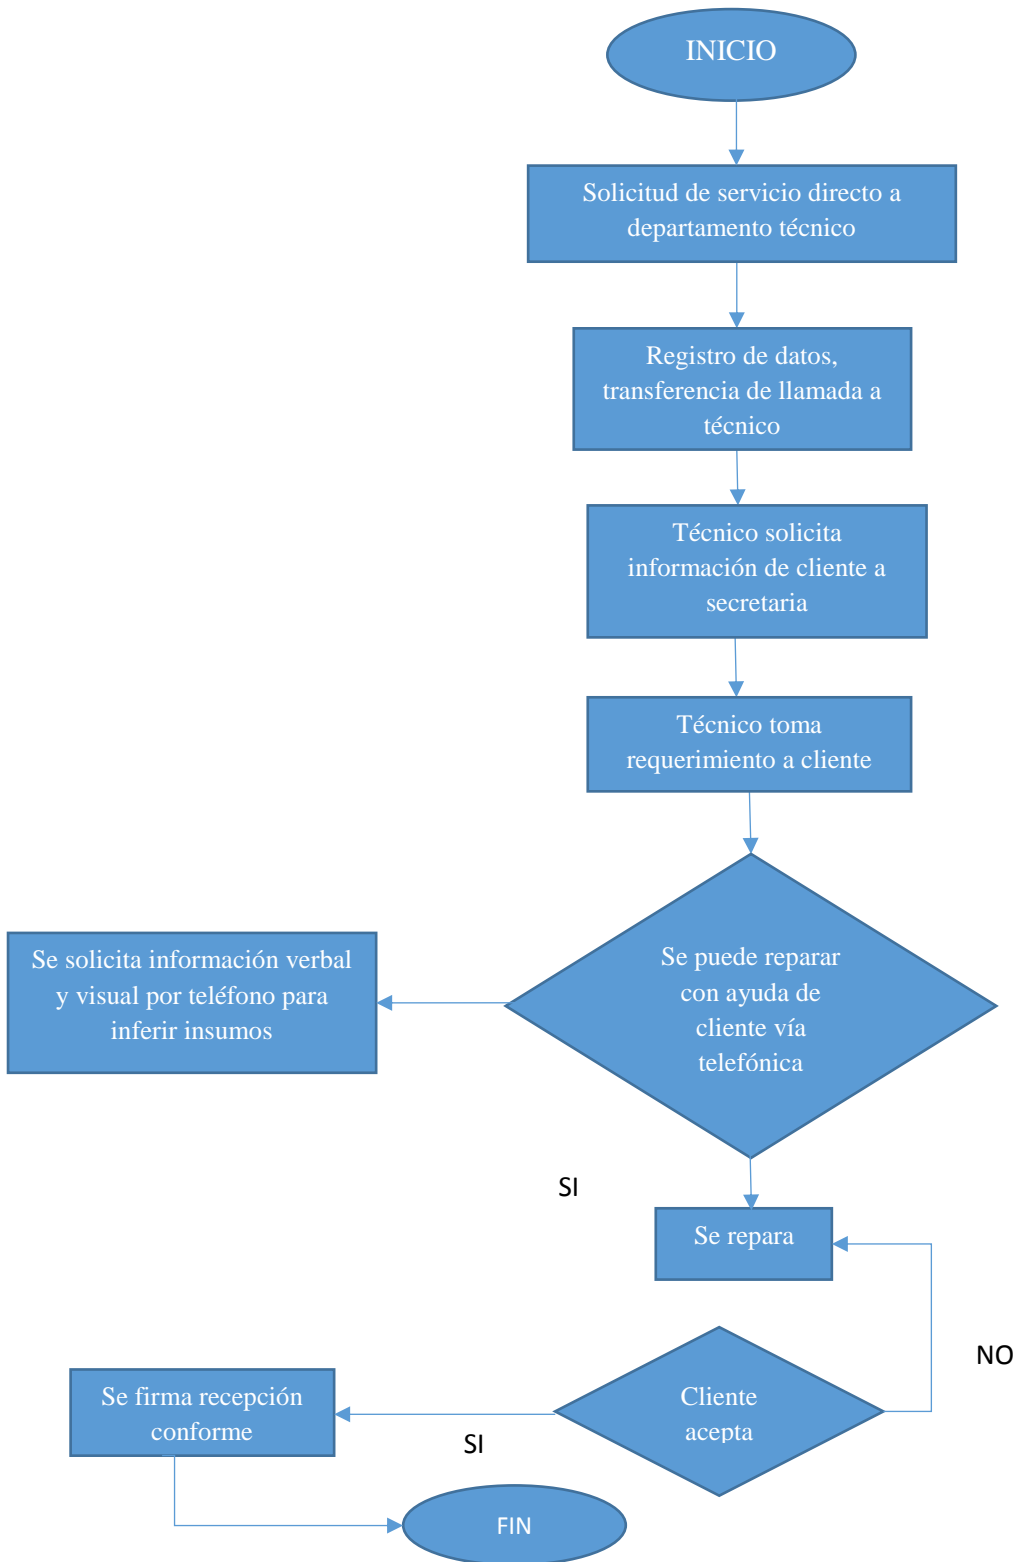 INICIO
Solicitud de servicio directo a
departamento técnico
Registro de datos,
transferencia de llamada a
técnico
Técnico solicita
información de cliente a
secretaria
Técnico toma
requerimiento a cliente
Se puede reparar
con ayuda de
cliente vía
telefónica
Se solicita información verbal
y visual por teléfono para
inferir insumos
SI
Se repara
NO
Cliente
acepta
Se firma recepción
conforme
SI
FIN